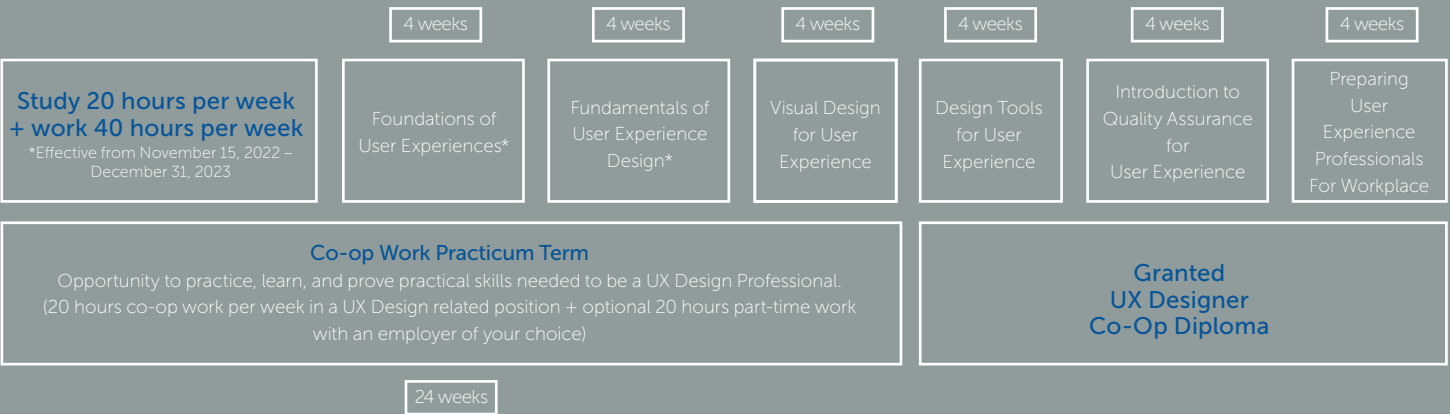 4 weeks
4 weeks
4 weeks
4 weeks
4 weeks
4 weeks
Study 20 hours per week
+ work 40 hours per week
*Effective from November 15, 2022 –
December 31, 2023
Foundations of
User Experiences*
Fundamentals of
User Experience
Design*
Visual Design
for User
Experience
Design Tools
for User
Experience
Introduction to
Quality Assurance
for
User Experience
Preparing
User
Experience
Professionals
For Workplace
Co-op Work Practicum Term
Opportunity to practice, learn, and prove practical skills needed to be a UX Design Professional.
(20 hours co-op work per week in a UX Design related position + optional 20 hours part-time work
with an employer of your choice)
Granted
UX Designer
Co-Op Diploma
24 weeks